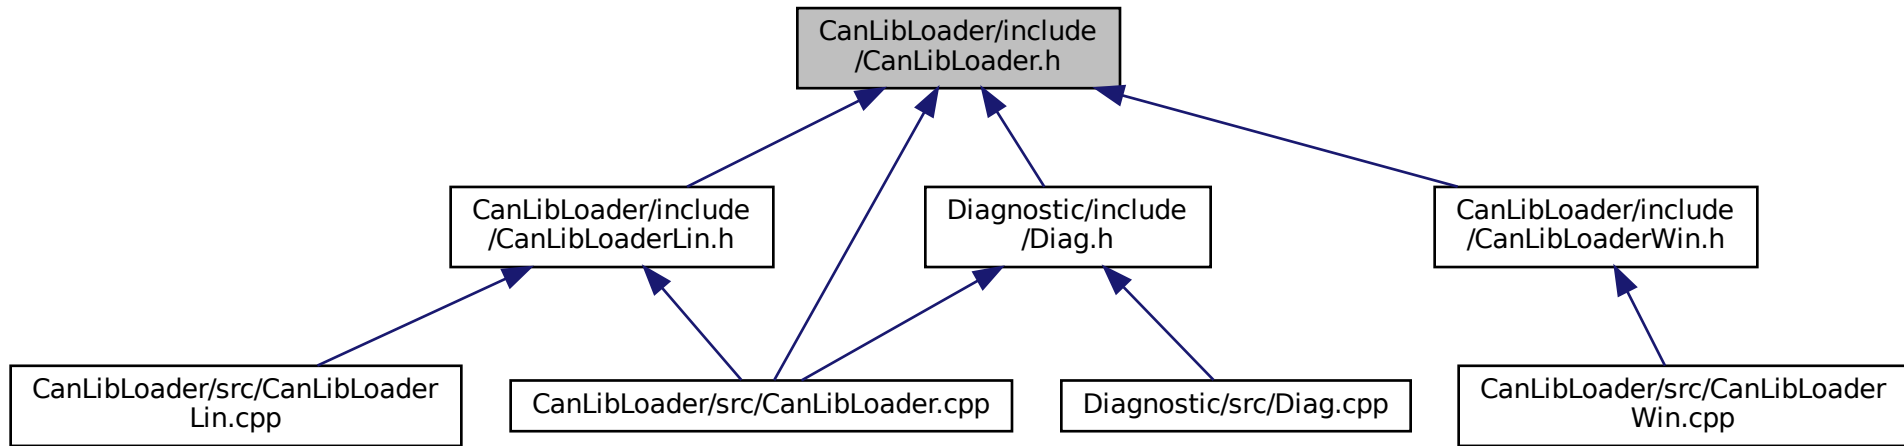 CanLibLoader/include
/CanLibLoader.h
CanLibLoader/include
/CanLibLoaderLin.h
Diagnostic/include
/Diag.h
CanLibLoader/include
/CanLibLoaderWin.h
CanLibLoader/src/CanLibLoader
Lin.cpp
CanLibLoader/src/CanLibLoader.cpp
Diagnostic/src/Diag.cpp
CanLibLoader/src/CanLibLoader
Win.cpp